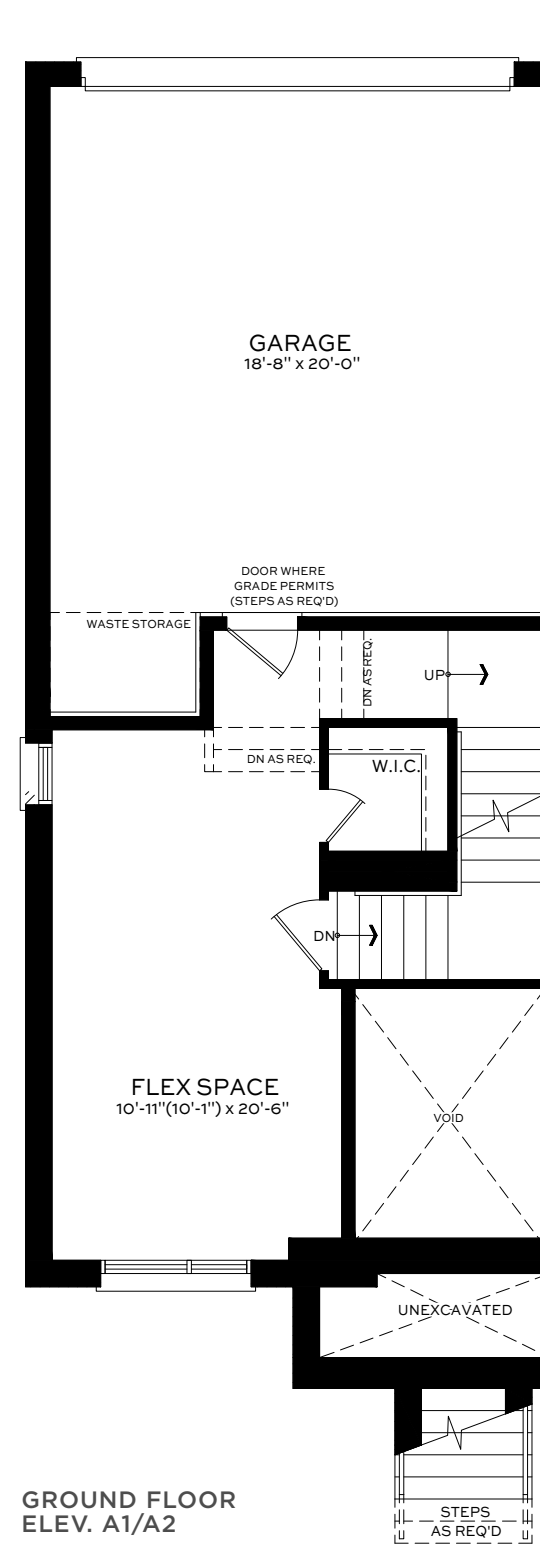 GARAGE
18'-8" x 20'-0"
DOOR WHERE
GRADE PERMITS
(STEPS AS REQ'D)
WASTE STORAGE
DN AS REQ.
UP
DN AS REQ.
W.I.C.
DN
FLEX SPACE
10'-11"(10'-1") x 20'-6"
VOID
UNEXCAVATED
GROUND FLOOR
ELEV. A1/A2
STEPS
AS REQ'D